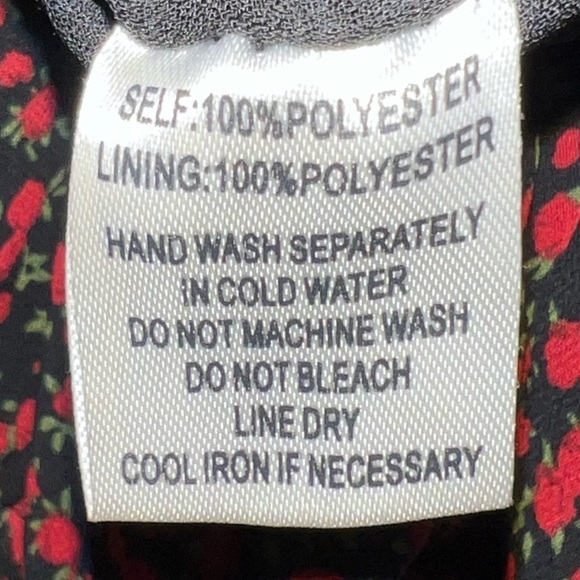 SELF:100%POLYESTER
LINING:100%POLYESTER
HAND WASH SEPARATELY
IN COLD WATER
DO NOT MACHINE WASH
DO NOT BLEACH
LINE DRY
COOL IRON IF NECESSARY